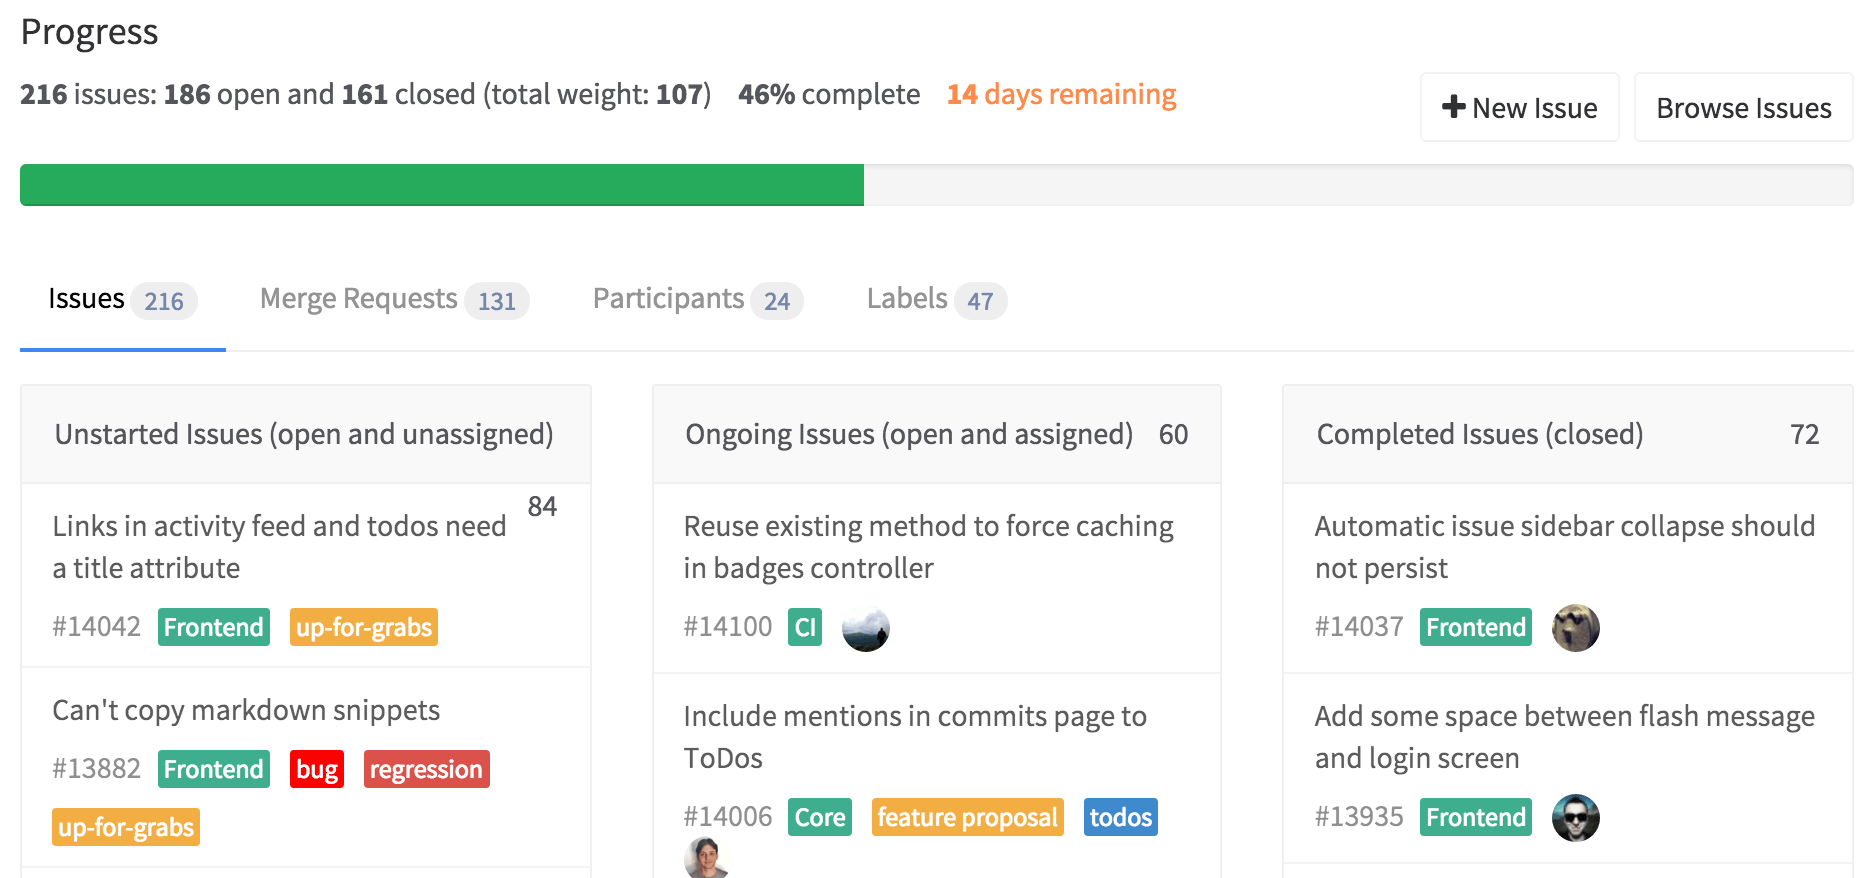 Progress
216 issues: 186 open and 161 closed (total weight: 107) 46% complete 14 days remaining
New Issue
Browse Issues
Issues 216
Merge Requests 131
Participants 24
Labels 47
Unstarted Issues (open and unassigned)
84
Links in activity feed and todos need
a title attribute
#14042 Frontend up-for-grabs
Can't copy markdown snippets
#13882 Frontend bug regression
up-for-grabs
Ongoing Issues (open and assigned) 60
Reuse existing method to force caching
in badges controller
#14100 CI
Include mentions in commits page to
ToDos
#14006 Core feature proposal todos
Completed Issues (closed) 72
Automatic issue sidebar collapse should
not persist
#14037 Frontend
Add some space between flash message
and login screen
#13935 Frontend